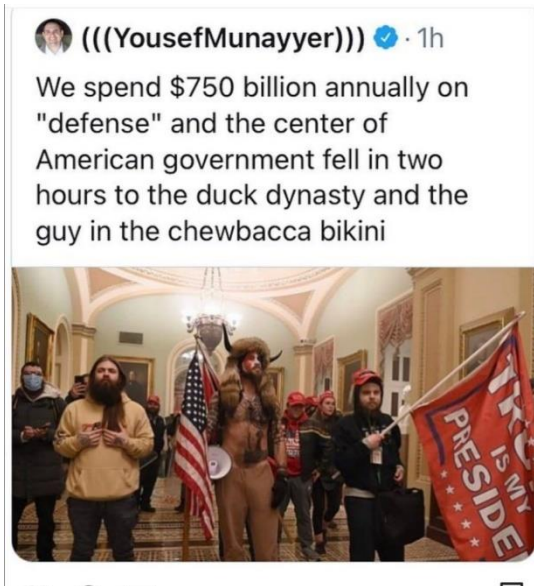 (((YousefMunayyer))) · 1h
We spend $750 billion annually on
"defense" and the center of
American government fell in two
hours to the duck dynasty and the
guy in the chewbacca bikini
IS MY
PRESIDE